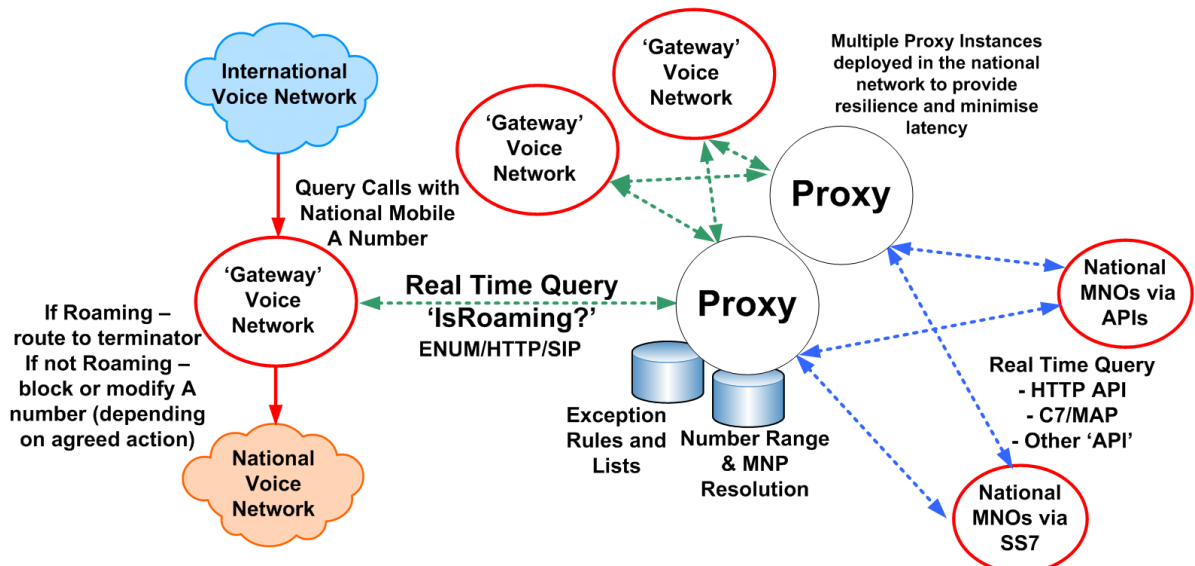 International
Voice Network
Query Calls with
National Mobile
A Number
‘Gateway’
Voice
Network
If Roaming –
route to terminator
If not Roaming –
block or modify A
number (depending
on agreed action)
National
Voice
Network
Real Time Query
‘IsRoaming?’
ENUM/HTTP/SIP
‘Gateway’
Voice
Network
‘Gateway’
Voice
Network
Multiple Proxy Instances
deployed in the national
network to provide
resilience and minimise
latency
Proxy
Proxy
Exception
Rules and
Lists
Number Range
& MNP
Resolution
National
MNOs via
APIs
Real Time Query
- HTTP API
- C7/MAP
- Other ‘API’
National
MNOs via
SS7